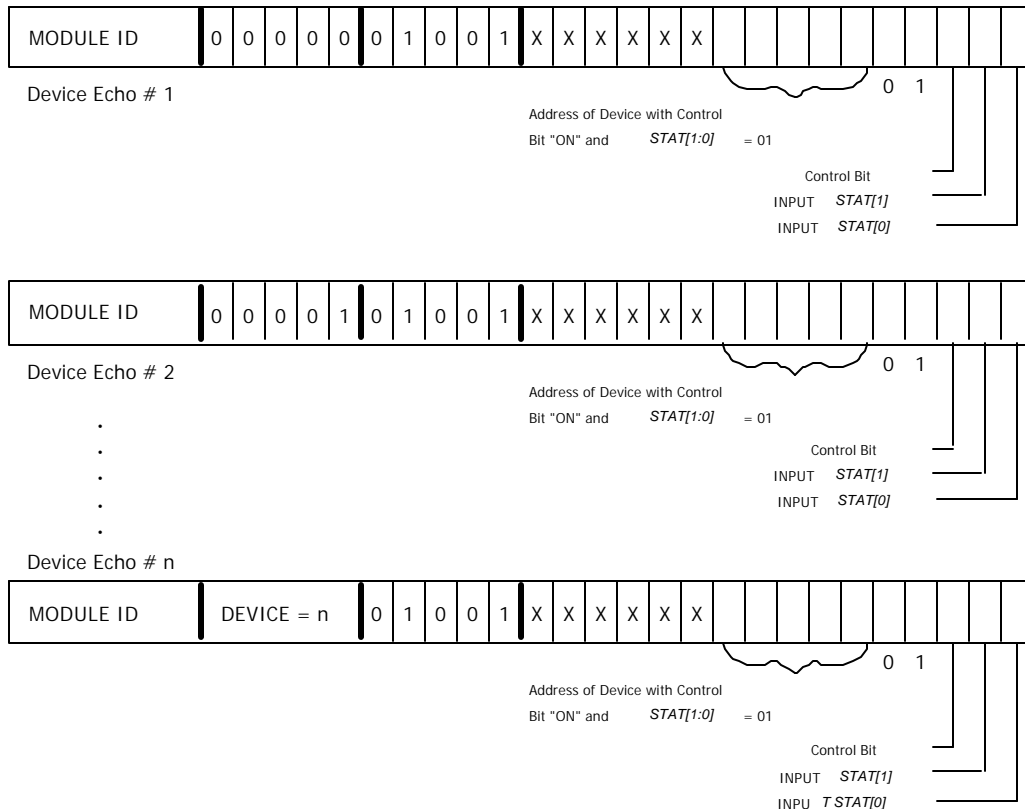 MODULE ID 0 0 0 0 0 0 1 0 0 1 X X X X X X
Device Echo # 1
0 1
Address of Device with Control
Bit "ON" and STAT[1:0] = 01
Control Bit
INPUT STAT[1]
INPUT STAT[0]
MODULE ID 0 0 0 0 1 0 1 0 0 1 X X X X X X
Device Echo # 2
0 1
Address of Device with Control
Bit "ON" and STAT[1:0] = 01
Control Bit
INPUT STAT[1]
INPUT STAT[0]
.
.
.
.
.
Device Echo # n
MODULE ID DEVICE = n 0 1 0 0 1 X X X X X X
0 1
Address of Device with Control
Bit "ON" and STAT[1:0] = 01
Control Bit
INPUT STAT[1]
INPU T STAT[0]